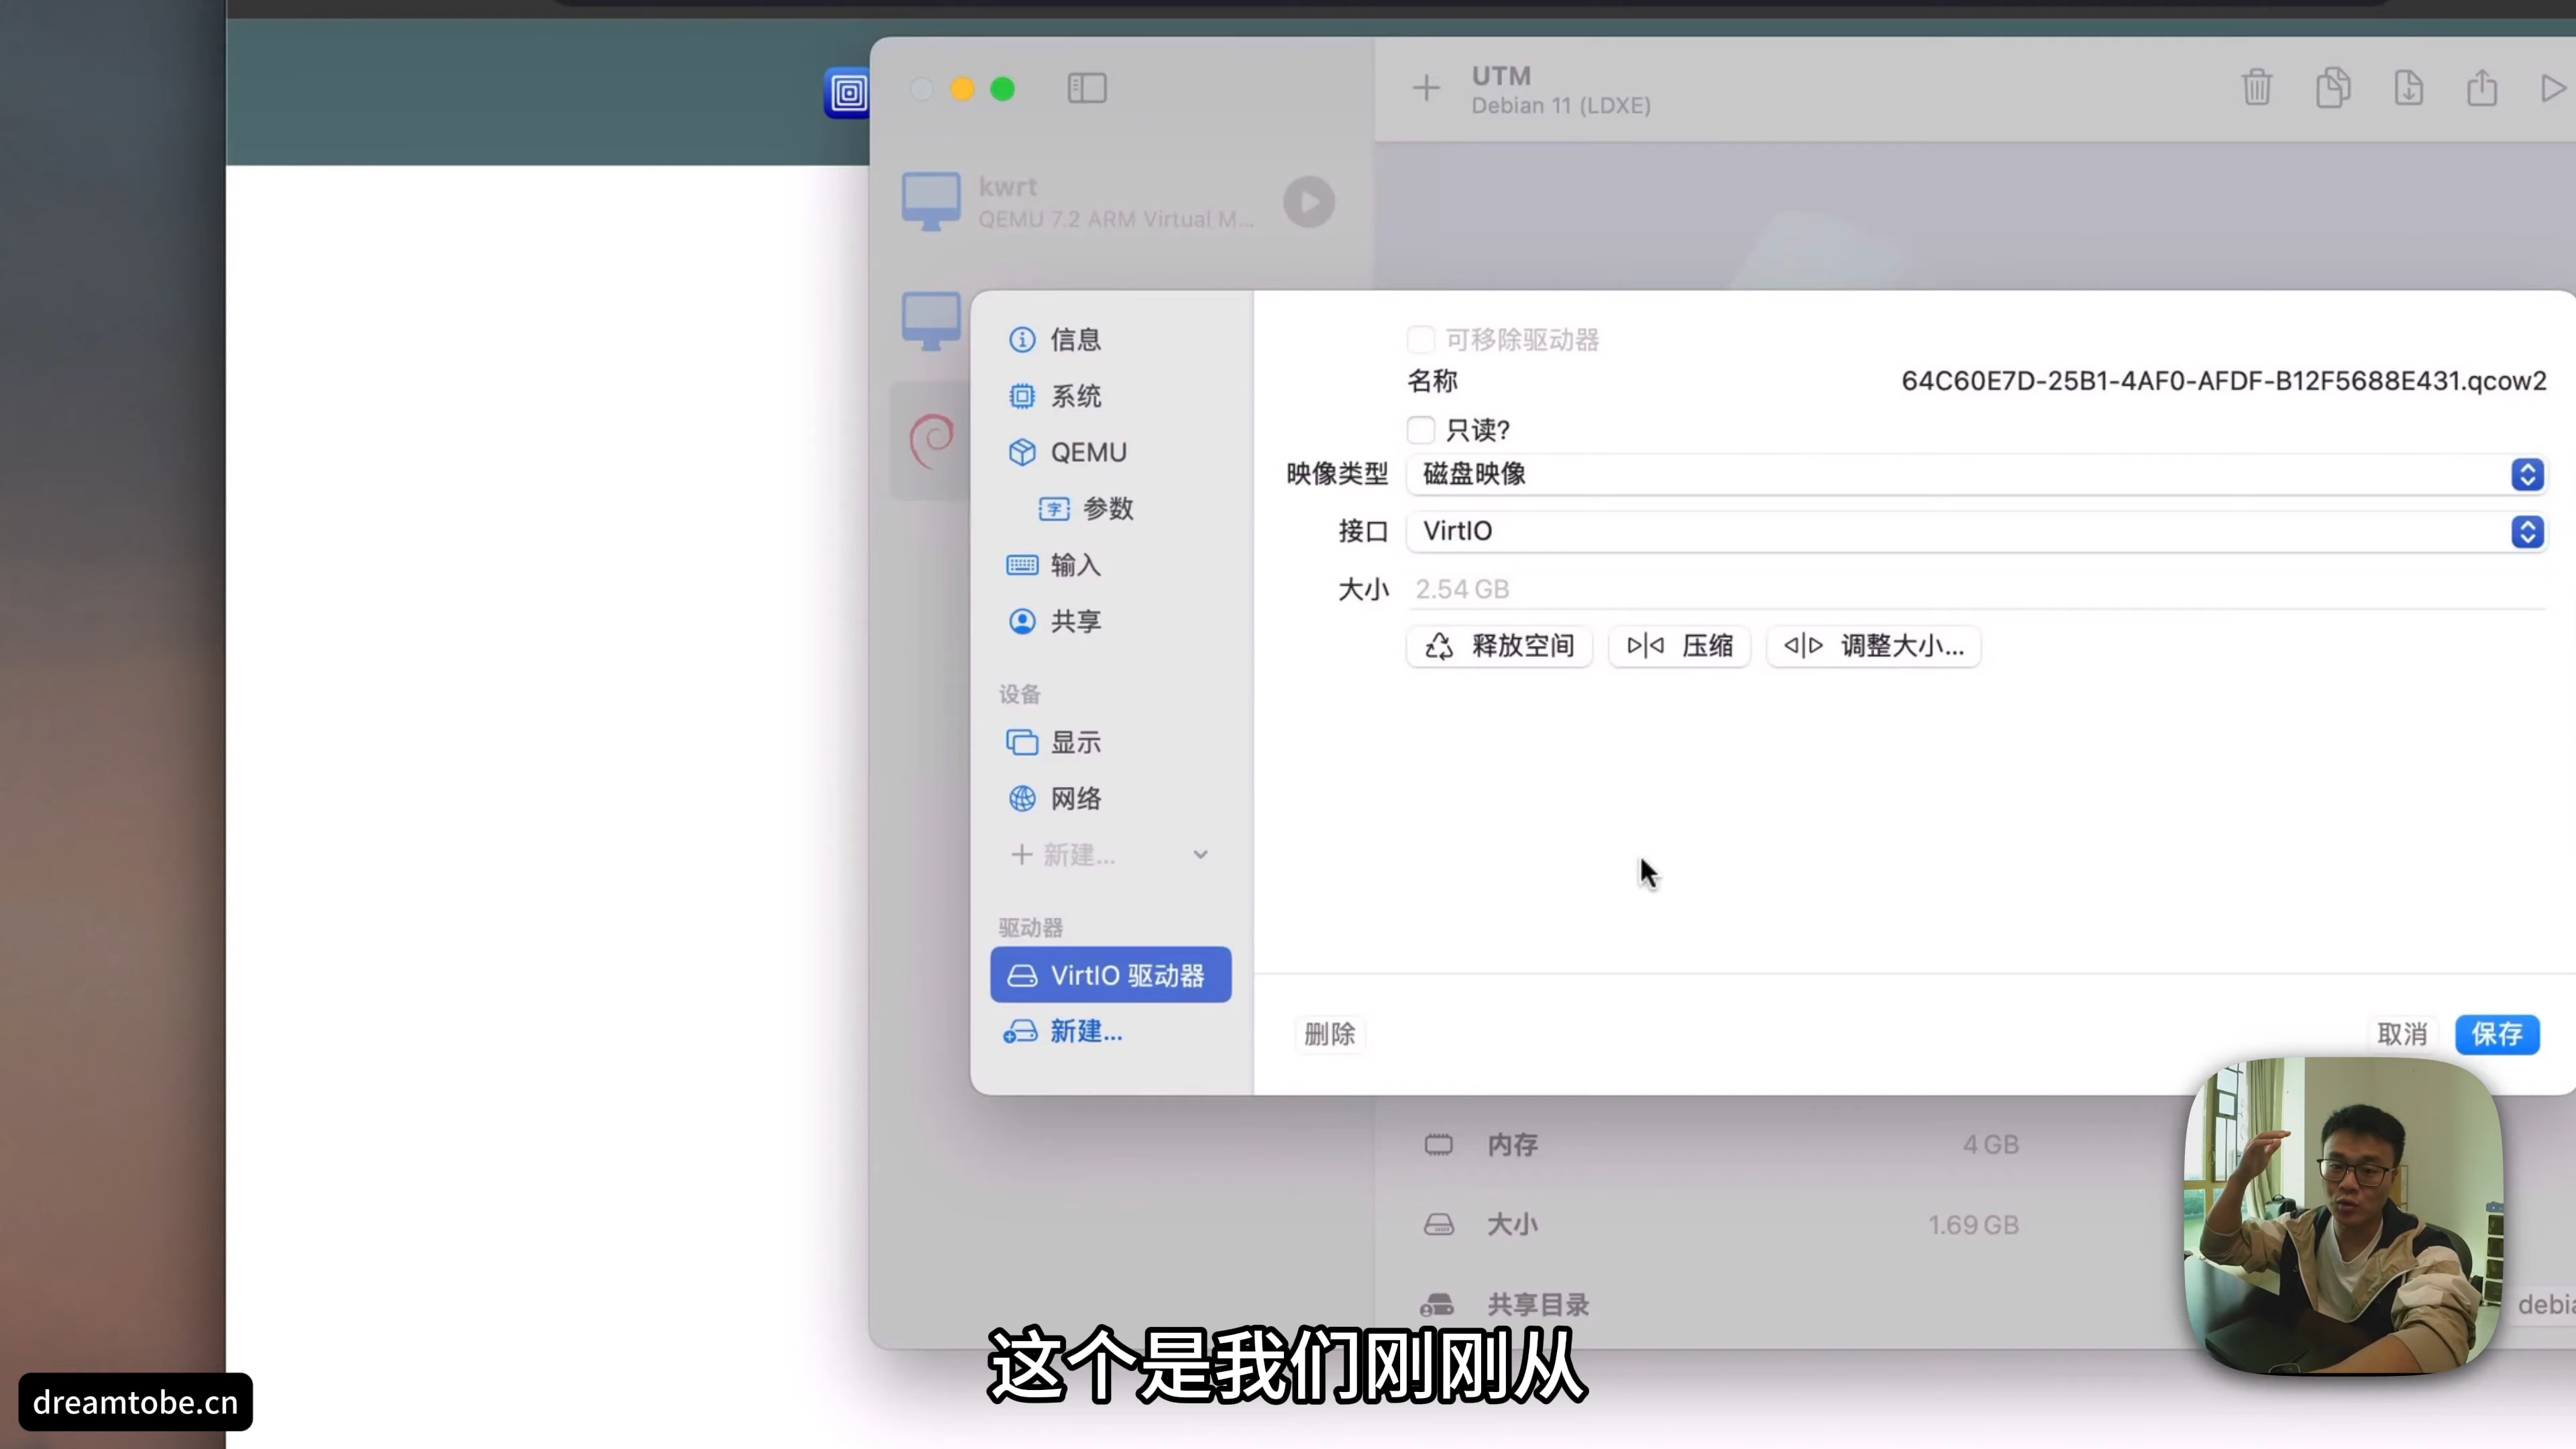 UTM
Debian 11 (LDXE)
kwrt
QEMU 7.2 ARM Virtual M...
信息
系统
QEMU
字 参数
输入
共享
设备
显示
网络
新建...
驱动器
VirtIO 驱动器
新建...
可移除驱动器
名称 64C60E7D-25B1-4AF0-AFDF-B12F5688E431.qcow2
只读?
映像类型 磁盘映像
接口 VirtIO
大小 2.54 GB
释放空间 压缩 调整大小...
删除 取消 保存
内存 4 GB
大小 1.69 GB
共享目录 debia
这个是我们刚刚从
dreamtobe.cn